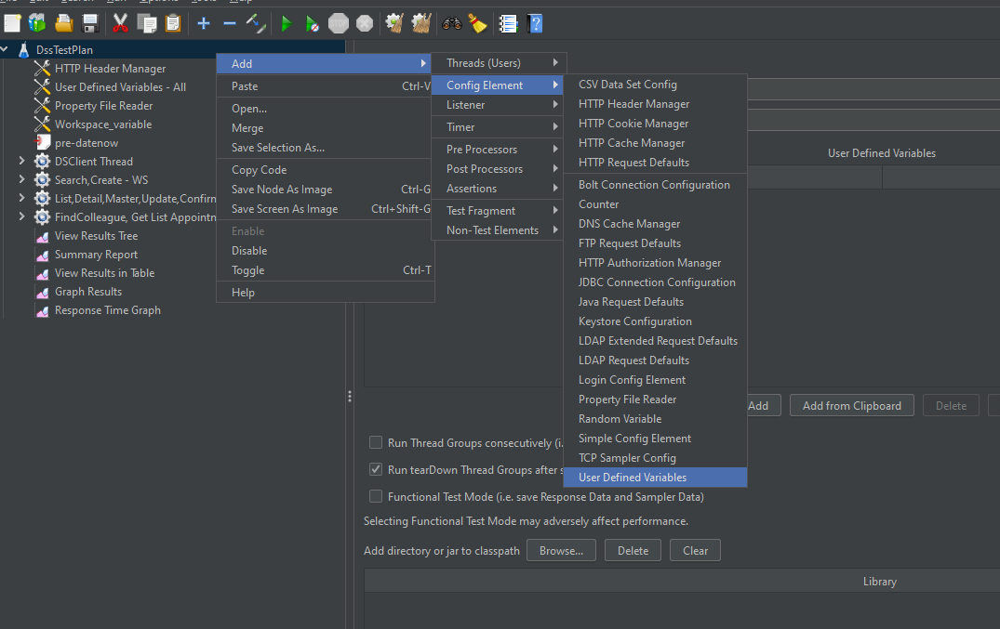 DssTestPlan
HTTP Header Manager
User Defined Variables - All
Property File Reader
Workspace_variable
pre-datenow
DSClient Thread
Search,Create - WS
List,Detail,Master,Update,Confirm
FindColleague, Get List Appointm
View Results Tree
Summary Report
View Results in Table
Graph Results
Response Time Graph
Add
Paste Ctrl-V
Open...
Merge
Save Selection As...
Copy Code
Save Node As Image Ctrl-G
Save Screen As Image Ctrl+Shift-G
Enable
Disable
Toggle Ctrl-T
Help
Threads (Users)
Config Element
Listener
Timer
Pre Processors
Post Processors
Assertions
Test Fragment
Non-Test Elements
CSV Data Set Config
HTTP Header Manager
HTTP Cookie Manager
HTTP Cache Manager
HTTP Request Defaults
Bolt Connection Configuration
Counter
DNS Cache Manager
FTP Request Defaults
HTTP Authorization Manager
JDBC Connection Configuration
Java Request Defaults
Keystore Configuration
LDAP Extended Request Defaults
LDAP Request Defaults
Login Config Element
Property File Reader
Random Variable
Simple Config Element
TCP Sampler Config
User Defined Variables
User Defined Variables
Add Add from Clipboard Delete
Run Thread Groups consecutively (i.
Run tearDown Thread Groups after s
Functional Test Mode (i.e. save Response Data and Sampler Data)
Selecting Functional Test Mode may adversely affect performance.
Add directory or jar to classpath Browse... Delete Clear
Library